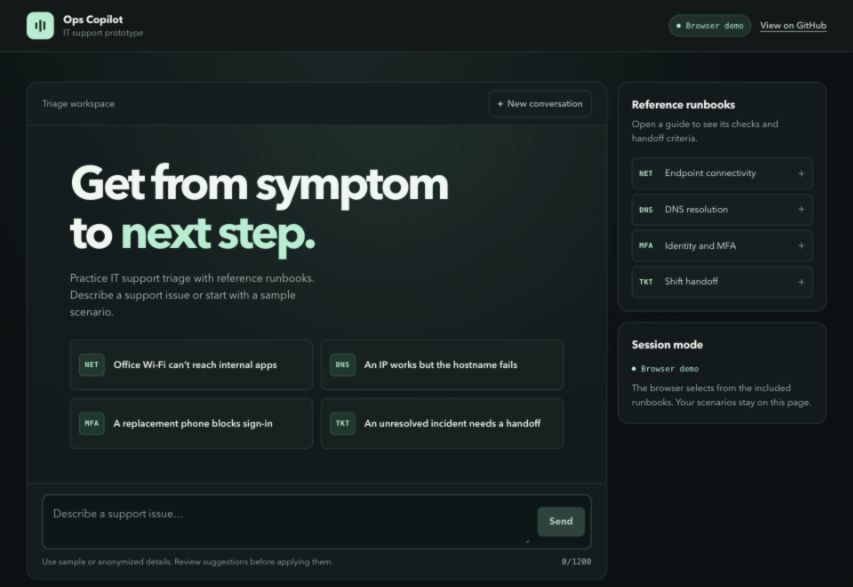 Ops Copilot
IT support prototype
Browser demo
View on GitHub
Triage workspace
+ New conversation
Get from symptom
to next step.
Practice IT support triage with reference runbooks.
Describe a support issue or start with a sample
scenario.
NET Office Wi-Fi can't reach internal apps
DNS An IP works but the hostname fails
MFA A replacement phone blocks sign-in
TKT An unresolved incident needs a handoff
Describe a support issue...
Send
Use sample or anonymized details. Review suggestions before applying them.
0/1200
Reference runbooks
Open a guide to see its checks and
handoff criteria.
NET Endpoint connectivity +
DNS DNS resolution +
MFA Identity and MFA +
TKT Shift handoff +
Session mode
Browser demo
The browser selects from the included
runbooks. Your scenarios stay on this page.